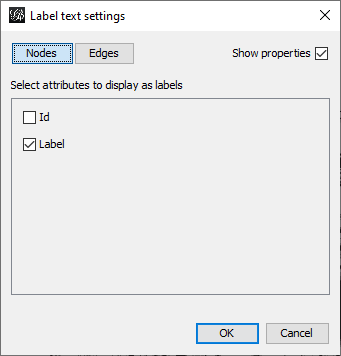 Label text settings
Nodes Edges Show properties
Select attributes to display as labels
Id
Label
OK Cancel